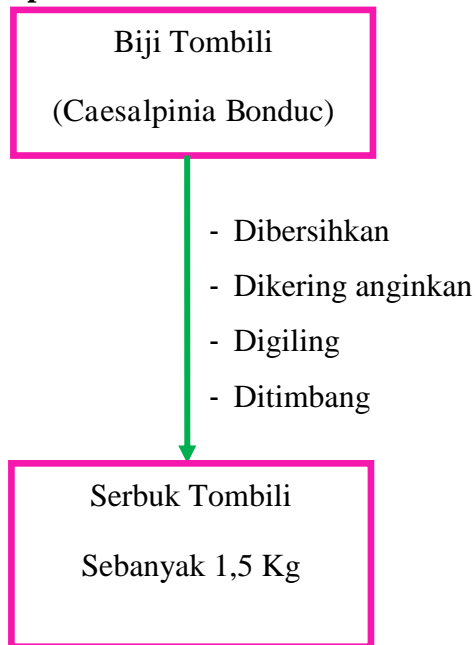 Biji Tombili
(Caesalpinia Bonduc)
- Dibersihkan
- Dikering anginkan
- Digiling
- Ditimbang
Serbuk Tombili
Sebanyak 1,5 Kg